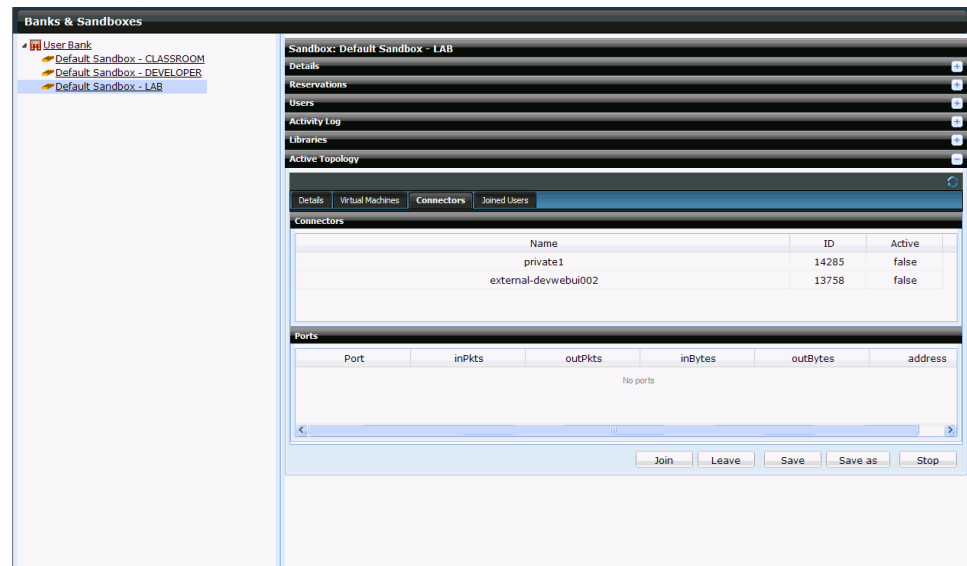 Banks & Sandboxes
User Bank
Default Sandbox - CLASSROOM
Default Sandbox - DEVELOPER
Default Sandbox - LAB
Sandbox: Default Sandbox - LAB
Details
Reservations
Users
Activity Log
Libraries
Active Topology
Details Virtual Machines Connectors Joined Users
Connectors
Name ID Active
private1 14285 false
external-devwebui002 13758 false
Ports
Port inPkts outPkts inBytes outBytes address
No ports
Join Leave Save Save as Stop